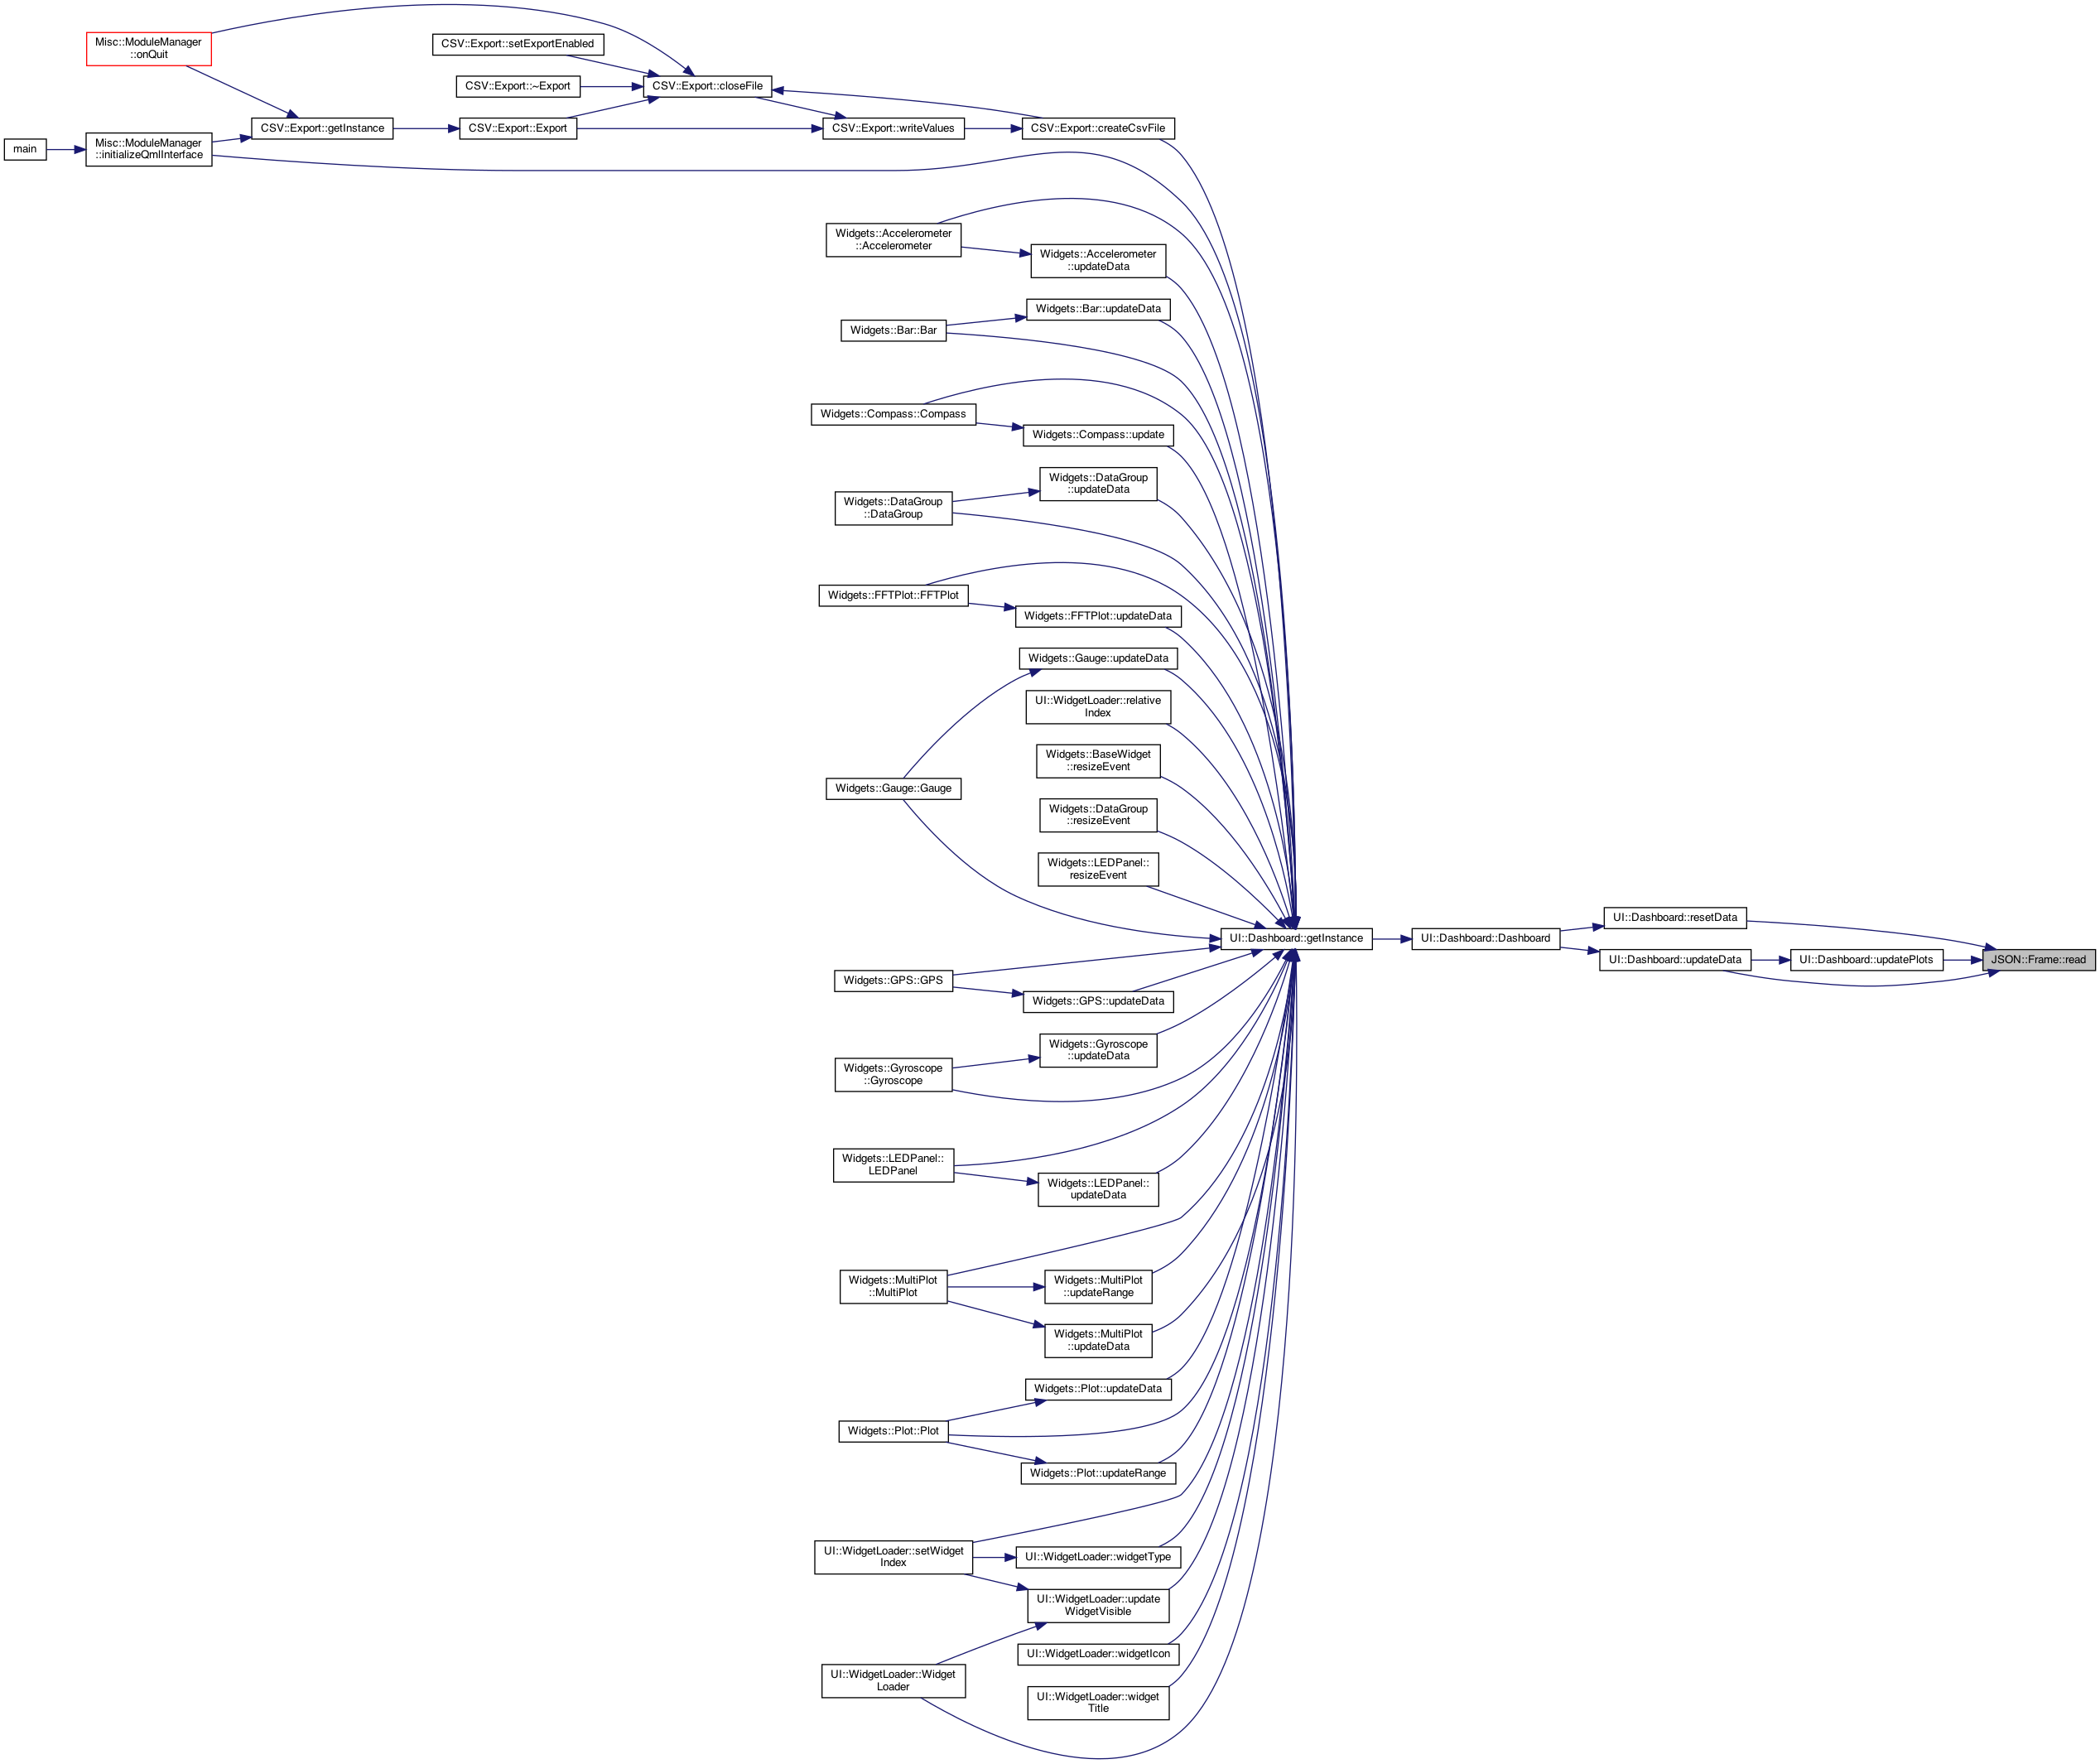 Misc::ModuleManager
::onQuit
CSV::Export::setExportEnabled
CSV::Export::~Export
CSV::Export::closeFile
CSV::Export::getInstance
CSV::Export::Export
CSV::Export::writeValues
CSV::Export::createCsvFile
main
Misc::ModuleManager
::initializeQmlInterface
Widgets::Accelerometer
::Accelerometer
Widgets::Accelerometer
::updateData
Widgets::Bar::updateData
Widgets::Bar::Bar
Widgets::Compass::Compass
Widgets::Compass::update
Widgets::DataGroup
::updateData
Widgets::DataGroup
::DataGroup
Widgets::FFTPlot::FFTPlot
Widgets::FFTPlot::updateData
Widgets::Gauge::updateData
UI::WidgetLoader::relative
Index
Widgets::BaseWidget
::resizeEvent
Widgets::Gauge::Gauge
Widgets::DataGroup
::resizeEvent
Widgets::LEDPanel::
resizeEvent
UI::Dashboard::getInstance
UI::Dashboard::Dashboard
UI::Dashboard::resetData
UI::Dashboard::updateData
UI::Dashboard::updatePlots
JSON::Frame::read
Widgets::GPS::GPS
Widgets::GPS::updateData
Widgets::Gyroscope
::updateData
Widgets::Gyroscope
::Gyroscope
Widgets::LEDPanel::
LEDPanel
Widgets::LEDPanel::
updateData
Widgets::MultiPlot
::MultiPlot
Widgets::MultiPlot
::updateRange
Widgets::MultiPlot
::updateData
Widgets::Plot::updateData
Widgets::Plot::Plot
Widgets::Plot::updateRange
UI::WidgetLoader::setWidget
Index
UI::WidgetLoader::widgetType
UI::WidgetLoader::update
WidgetVisible
UI::WidgetLoader::widgetIcon
UI::WidgetLoader::Widget
Loader
UI::WidgetLoader::widget
Title